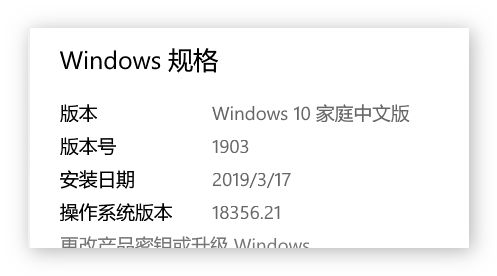 Windows 规格
版本 Windows 10 家庭中文版
版本号 1903
安装日期 2019/3/17
操作系统版本 18356.21
更改产品密钥或升级 Windows